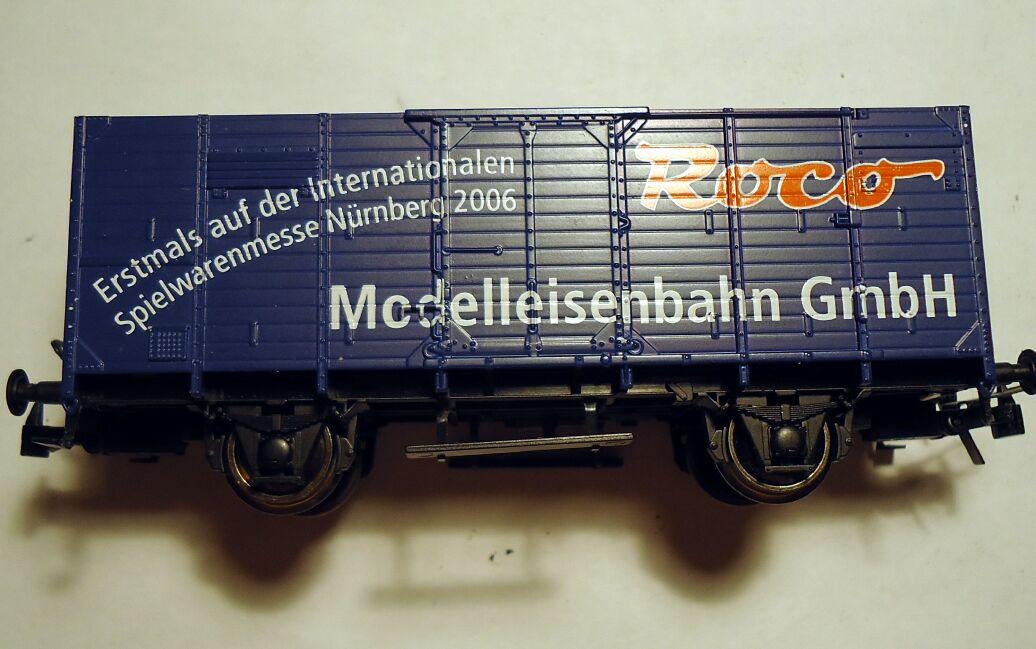 Erstmals auf der Internationalen
Spielwarenmesse Nürnberg 2006
Roco
Modelleisenbahn GmbH